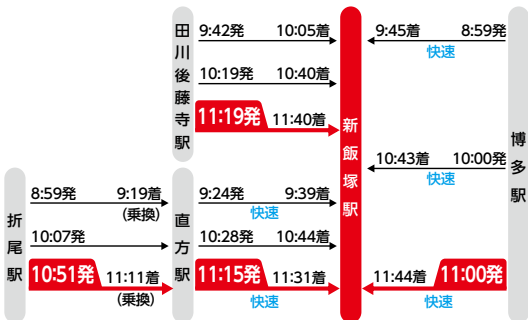 田川後藤寺駅
9:42発 10:05着
10:19発 10:40着
11:19発 11:40着
新飯塚駅
9:45着 8:59発
快速
10:43着 10:00発
快速
11:44着 11:00発
快速
博多駅
折尾駅
8:59発 9:19着
(乗換)
10:07発
10:51発 11:11着
(乗換)
直方駅
9:24発 9:39着
快速
10:28発 10:44着
11:15発 11:31着
快速